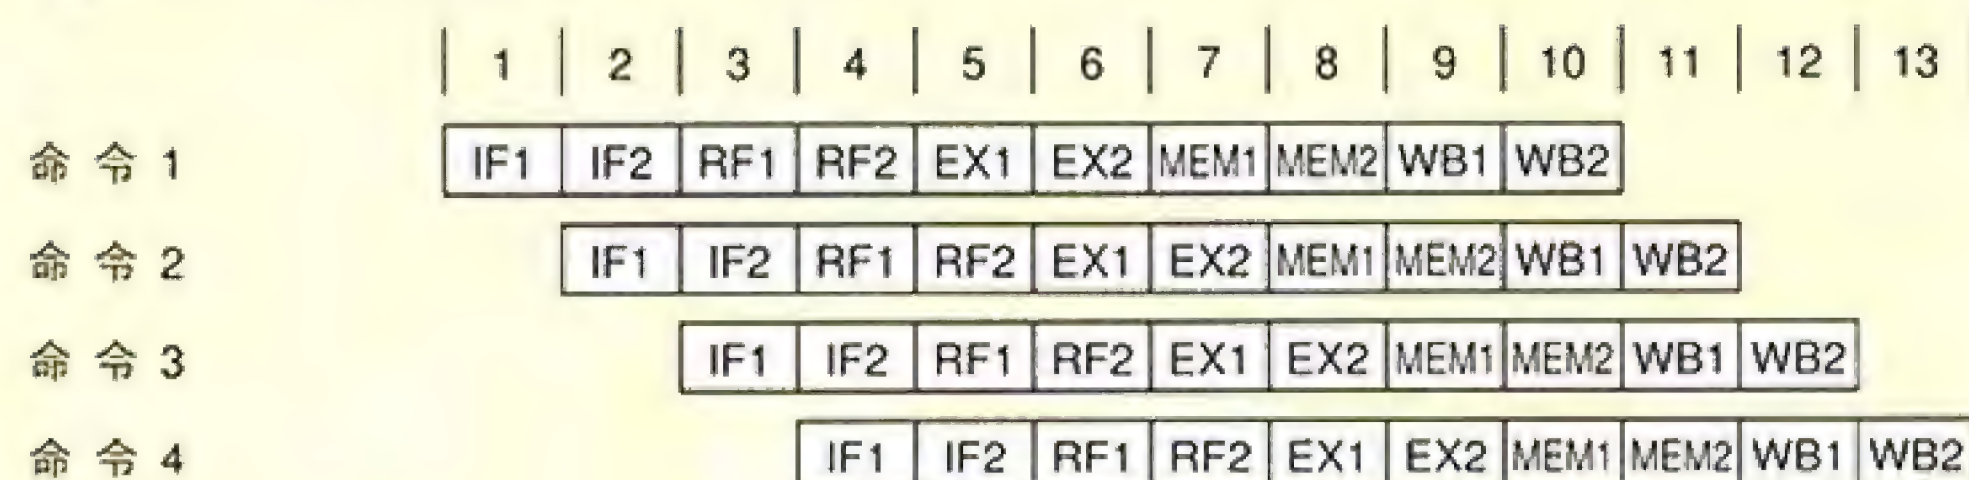 1 2 3 4 5 6 7 8 9 10 11 12 13
命令 1 IF1 IF2 RF1 RF2 EX1 EX2 MEM1 MEM2 WB1 WB2
命令 2 IF1 IF2 RF1 RF2 EX1 EX2 MEM1 MEM2 WB1 WB2
命令 3 IF1 IF2 RF1 RF2 EX1 EX2 MEM1 MEM2 WB1 WB2
命令 4 IF1 IF2 RF1 RF2 EX1 EX2 MEM1 MEM2 WB1 WB2